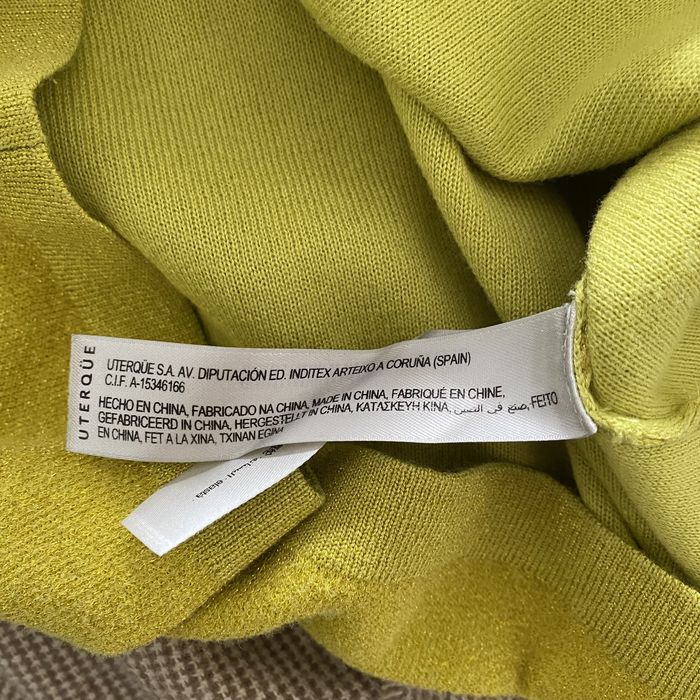 UTERQÜE
UTERQÜE S.A. AV. DIPUTACIÓN ED. INDITEX ARTEIXO A CORUÑA (SPAIN)
C.I.F. A-15346166
HECHO EN CHINA, FABRICADO NA CHINA, MADE IN CHINA, FABRIQUÉ EN CHINE,
GEFABRICEERD IN CHINA, HERGESTELLT IN CHINA, ΚΑΤΑΣΚΕΥΗ ΚΙΝΑ, صنع في الصين, FEITO
EN CHINA, FET A LA XINA, TXINAN EGINA